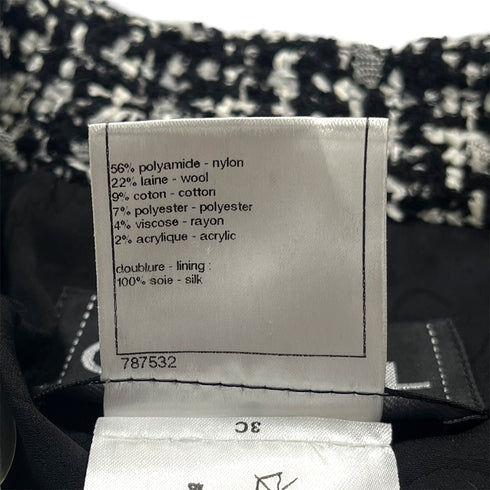 56% polyamide - nylon
22% laine - wool
9% coton - cotton
7% polyester - polyester
4% viscose - rayon
2% acrylique - acrylic
doublure - lining :
100% soie - silk
787532
3C